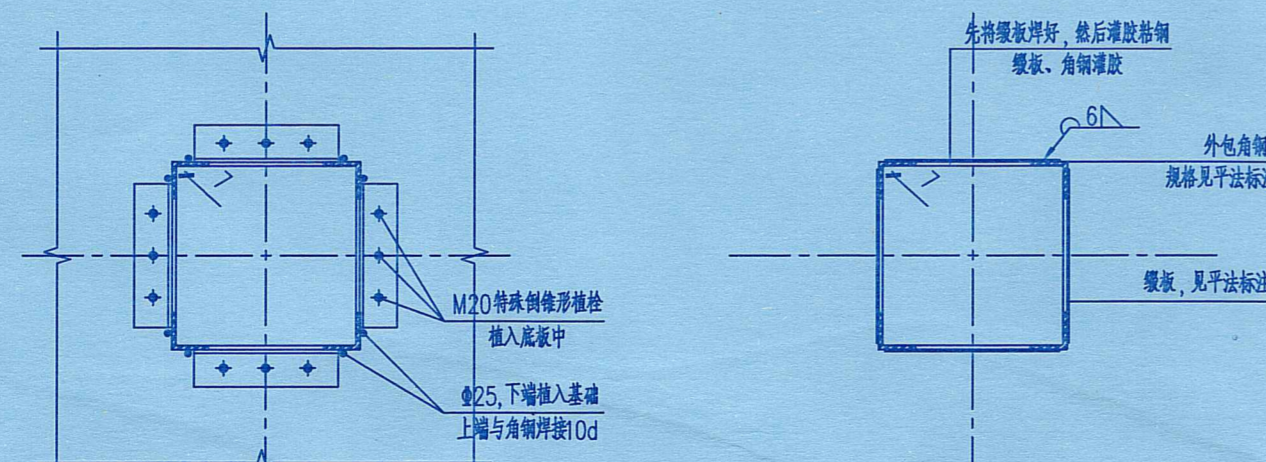 先将缀板焊好，然后灌胶粘钢
缀板、角钢灌胶
6
外包角钢
规格见平法标注
缀板，见平法标注
M20特殊倒锥形植栓
植入底板中
Φ25,下端植入基础
上端与角钢焊接10d